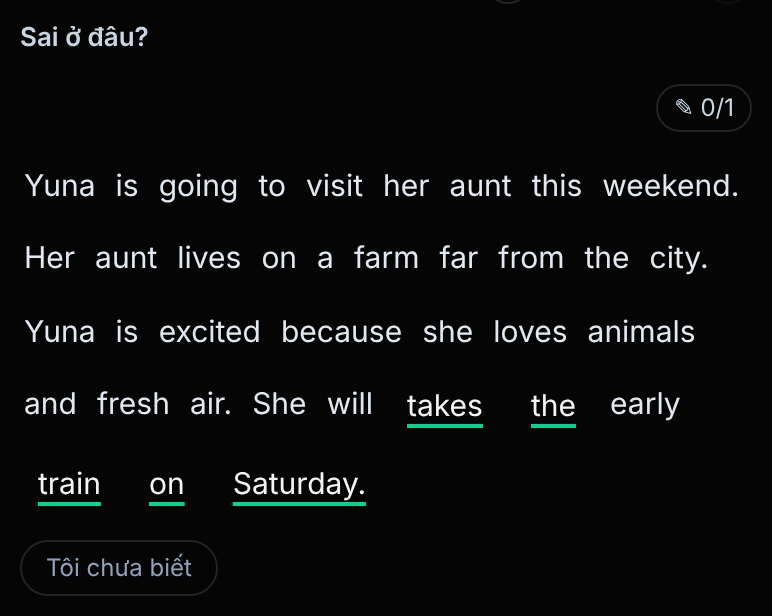 Sai ở đâu?
✎ 0/1
Yuna is going to visit her aunt this weekend.
Her aunt lives on a farm far from the city.
Yuna is excited because she loves animals
and fresh air. She will takes the early
train on Saturday.
Tôi chưa biết